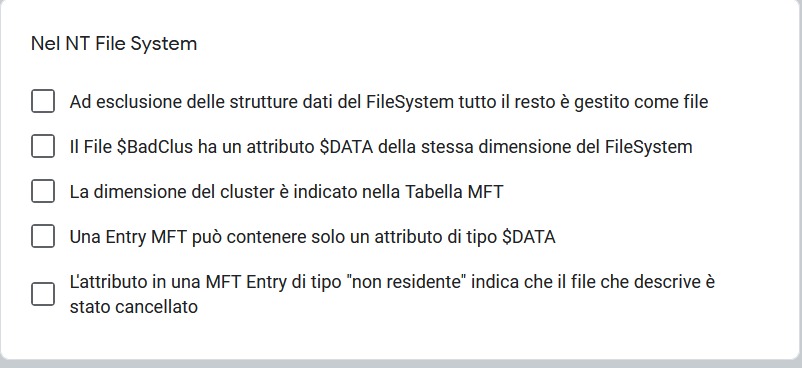 Nel NT File System
Ad esclusione delle strutture dati del FileSystem tutto il resto è gestito come file
Il File $BadClus ha un attributo $DATA della stessa dimensione del FileSystem
La dimensione del cluster è indicato nella Tabella MFT
Una Entry MFT può contenere solo un attributo di tipo $DATA
L'attributo in una MFT Entry di tipo "non residente" indica che il file che descrive è
stato cancellato